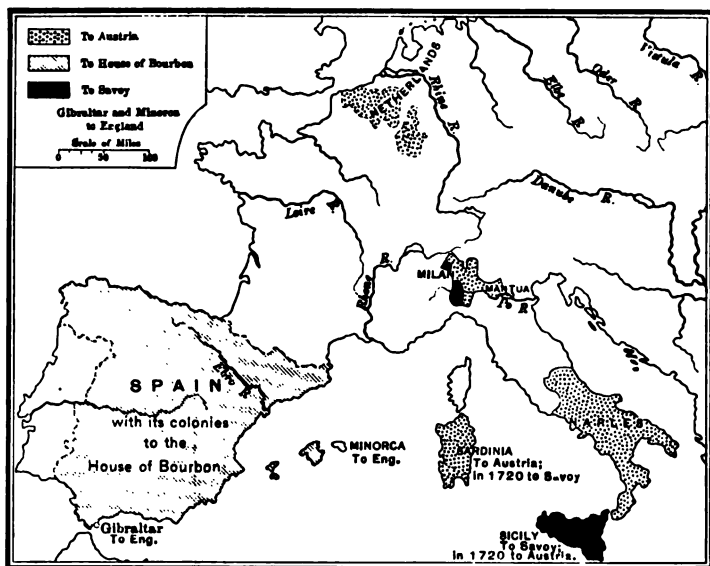 To Austria
To House of Bourbon
To Savoy
Gibraltar and Minorca
to England
Scale of Miles
0 50 100
NETHERLANDS
Rhine R.
Elbe R.
Oder R.
Vistula R.
Loire R.
Danube R.
Rhone R.
MILAN
MANTUA
Po R.
Ebro R.
SPAIN
with its colonies
to the
House of Bourbon
MINORCA
To Eng.
SARDINIA
To Austria;
in 1720 to Savoy
NAPLES
Gibraltar
To Eng.
SICILY
To Savoy;
in 1720 to Austria.